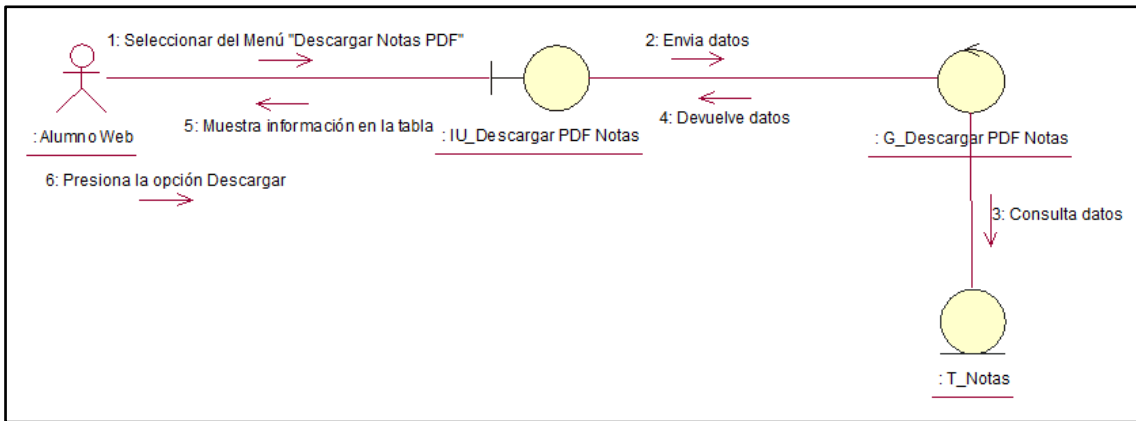 1: Seleccionar del Menú "Descargar Notas PDF"
2: Envia datos
5: Muestra información en la tabla
4: Devuelve datos
: Alumno Web
: IU_Descargar PDF Notas
: G_Descargar PDF Notas
6: Presiona la opción Descargar
3: Consulta datos
: T_Notas